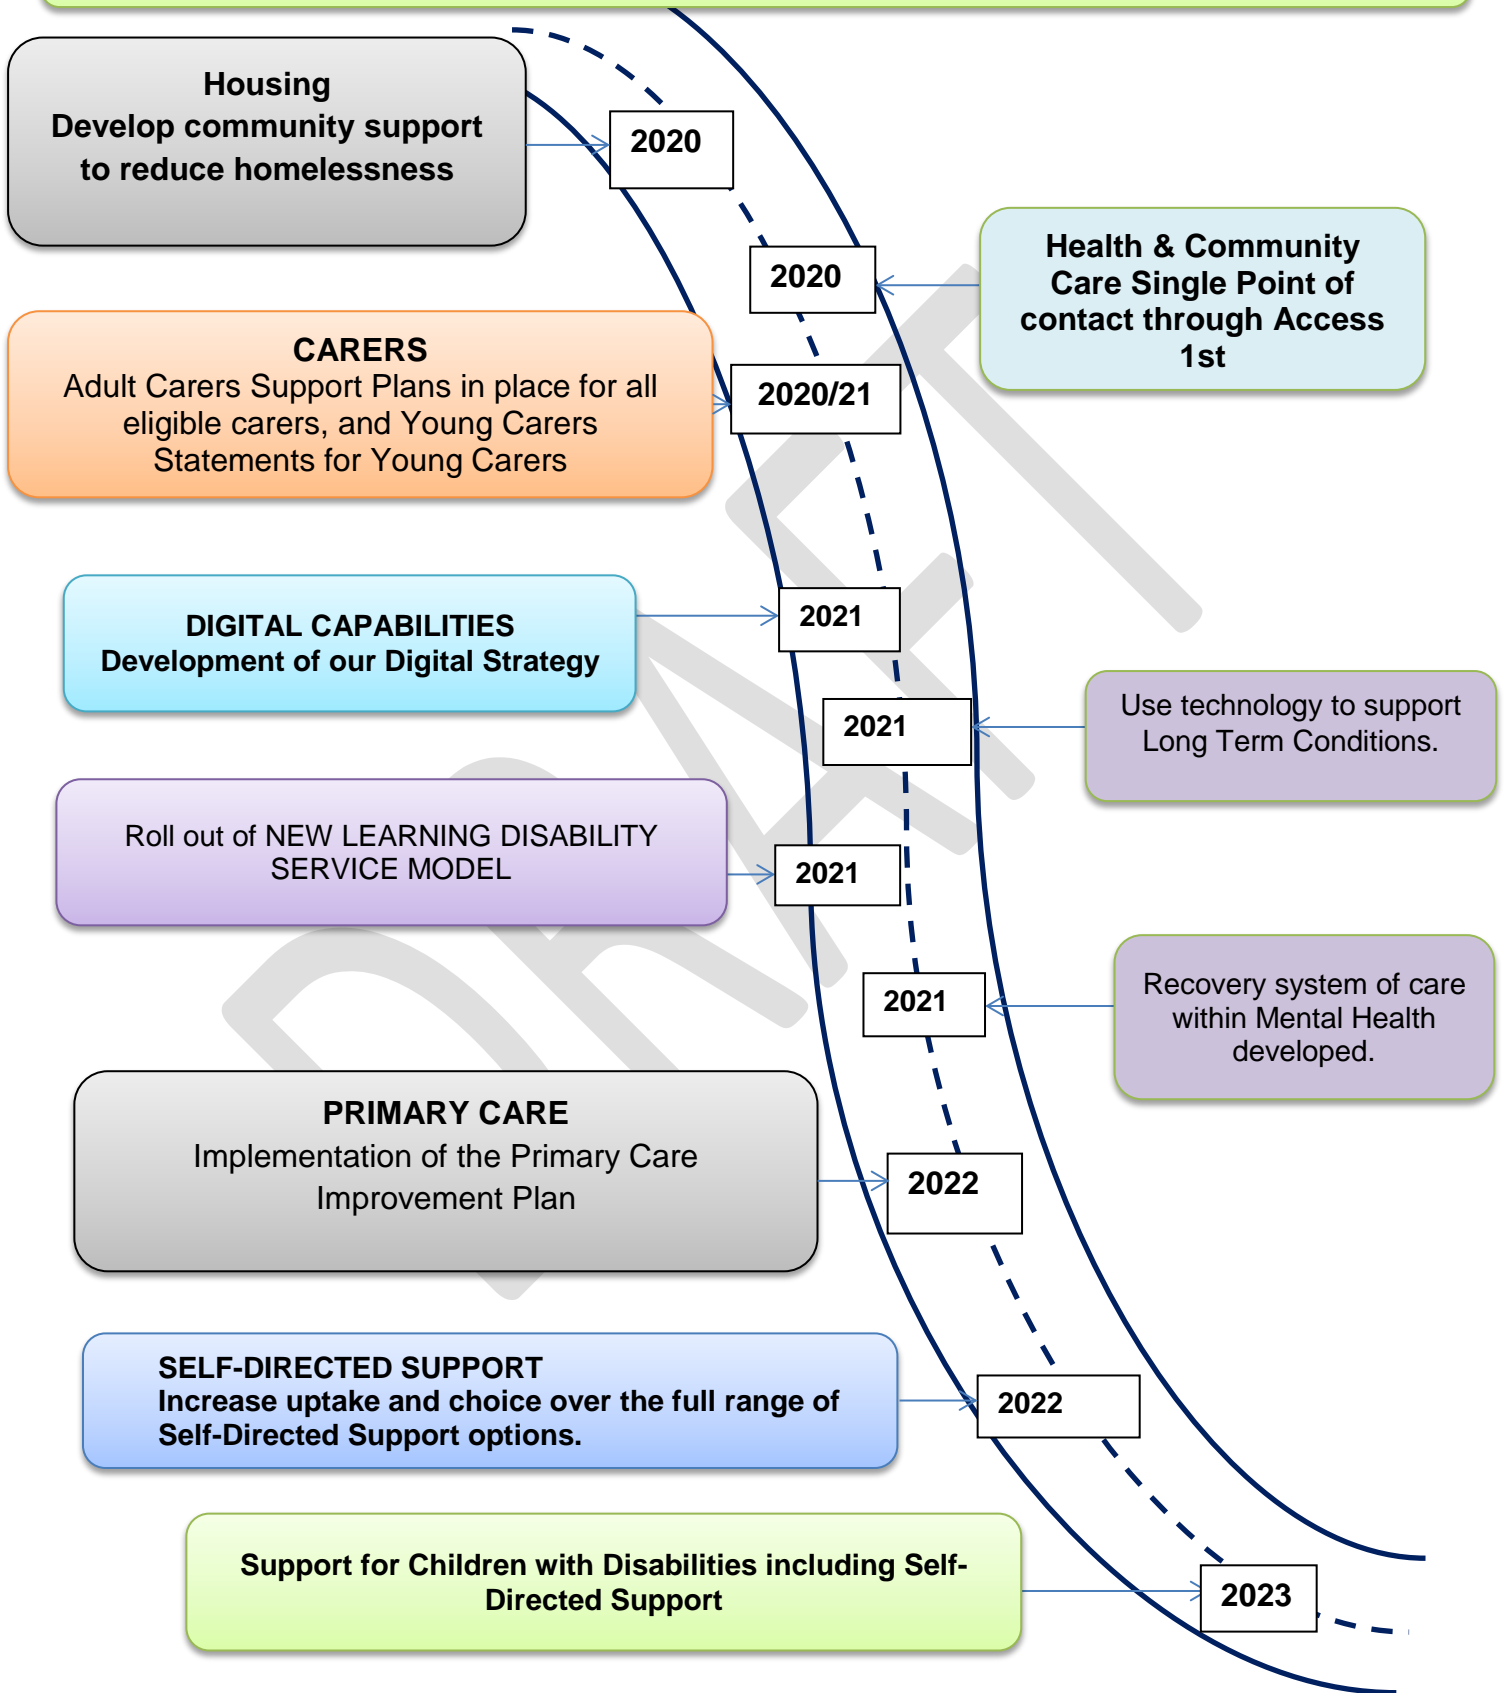 Housing
Develop community support
to reduce homelessness
2020
2020
Health & Community
Care Single Point of
contact through Access
1st
CARERS
Adult Carers Support Plans in place for all
eligible carers, and Young Carers
Statements for Young Carers
2020/21
DIGITAL CAPABILITIES
Development of our Digital Strategy
2021
2021
Use technology to support
Long Term Conditions.
Roll out of NEW LEARNING DISABILITY
SERVICE MODEL
2021
2021
Recovery system of care
within Mental Health
developed.
PRIMARY CARE
Implementation of the Primary Care
Improvement Plan
2022
SELF-DIRECTED SUPPORT
Increase uptake and choice over the full range of
Self-Directed Support options.
2022
Support for Children with Disabilities including Self-
Directed Support
2023
DRAFT